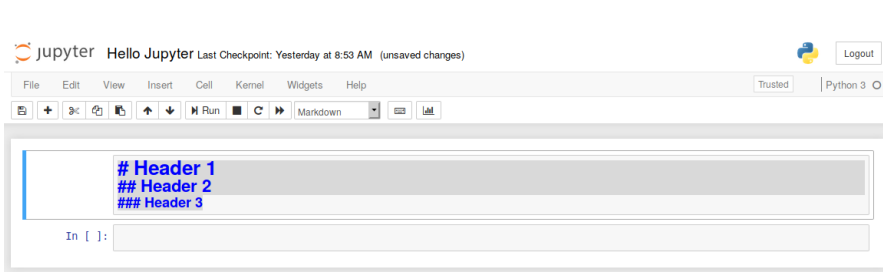 jupyter Hello Jupyter Last Checkpoint: Yesterday at 8:53 AM (unsaved changes) Logout
File Edit View Insert Cell Kernel Widgets Help Trusted Python 3
Run Markdown
# Header 1
## Header 2
### Header 3
In [ ]: